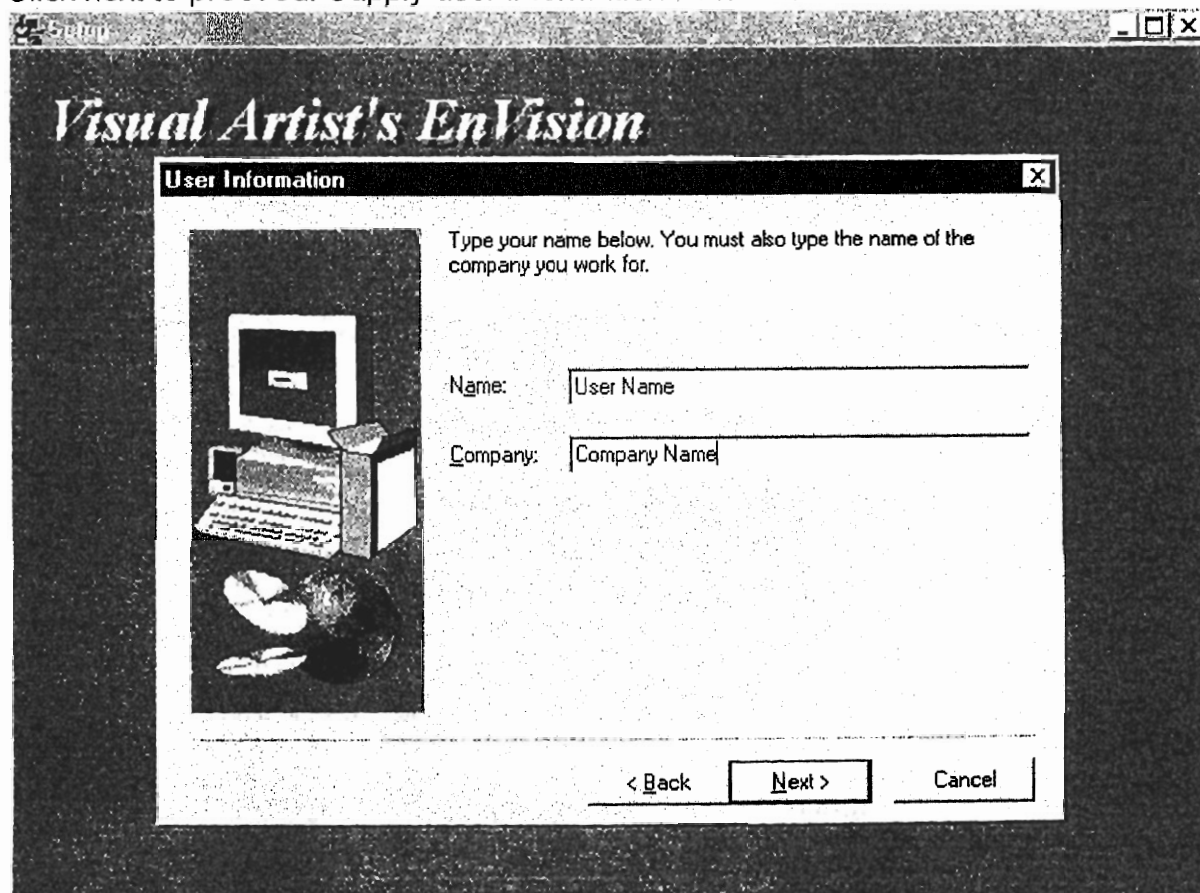 Setup
Visual Artist's EnVision
User Information
Type your name below. You must also type the name of the
company you work for.
Name: User Name
Company: Company Name
< Back Next > Cancel